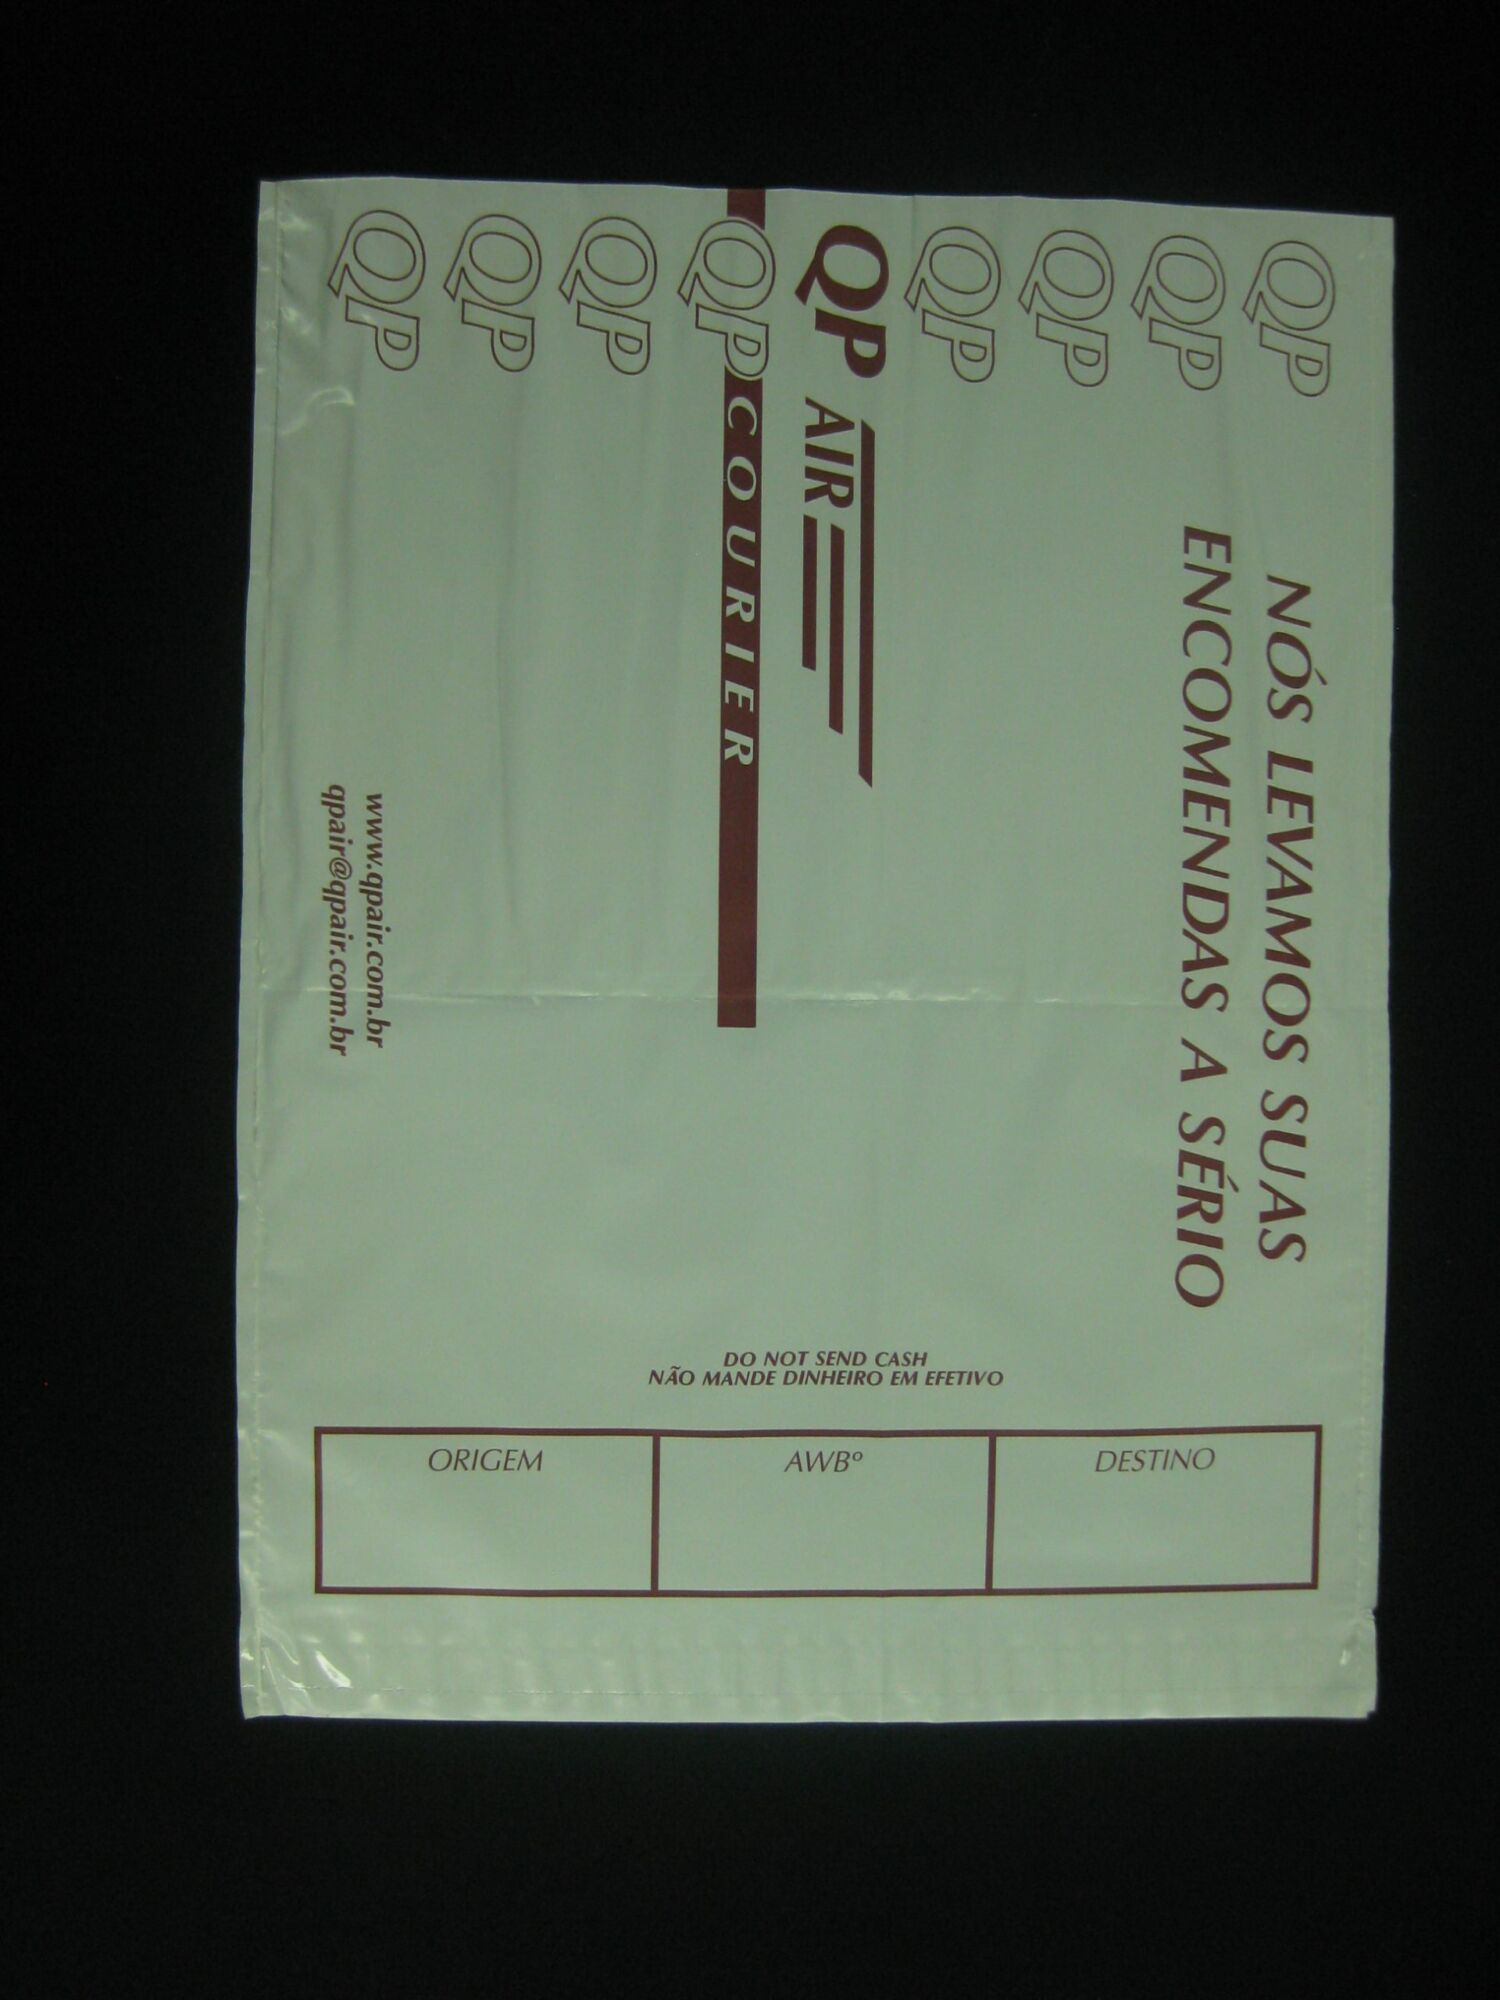 NÓS LEVAMOS SUAS
ENCOMENDAS A SÉRIO
QP
QP
QP
QP
QP AIR
QP COURIER
QP
QP
QP
www.qpair.com.br
qpair@qpair.com.br
DO NOT SEND CASH
NÃO MANDE DINHEIRO EM EFETIVO
ORIGEM
AWBº
DESTINO